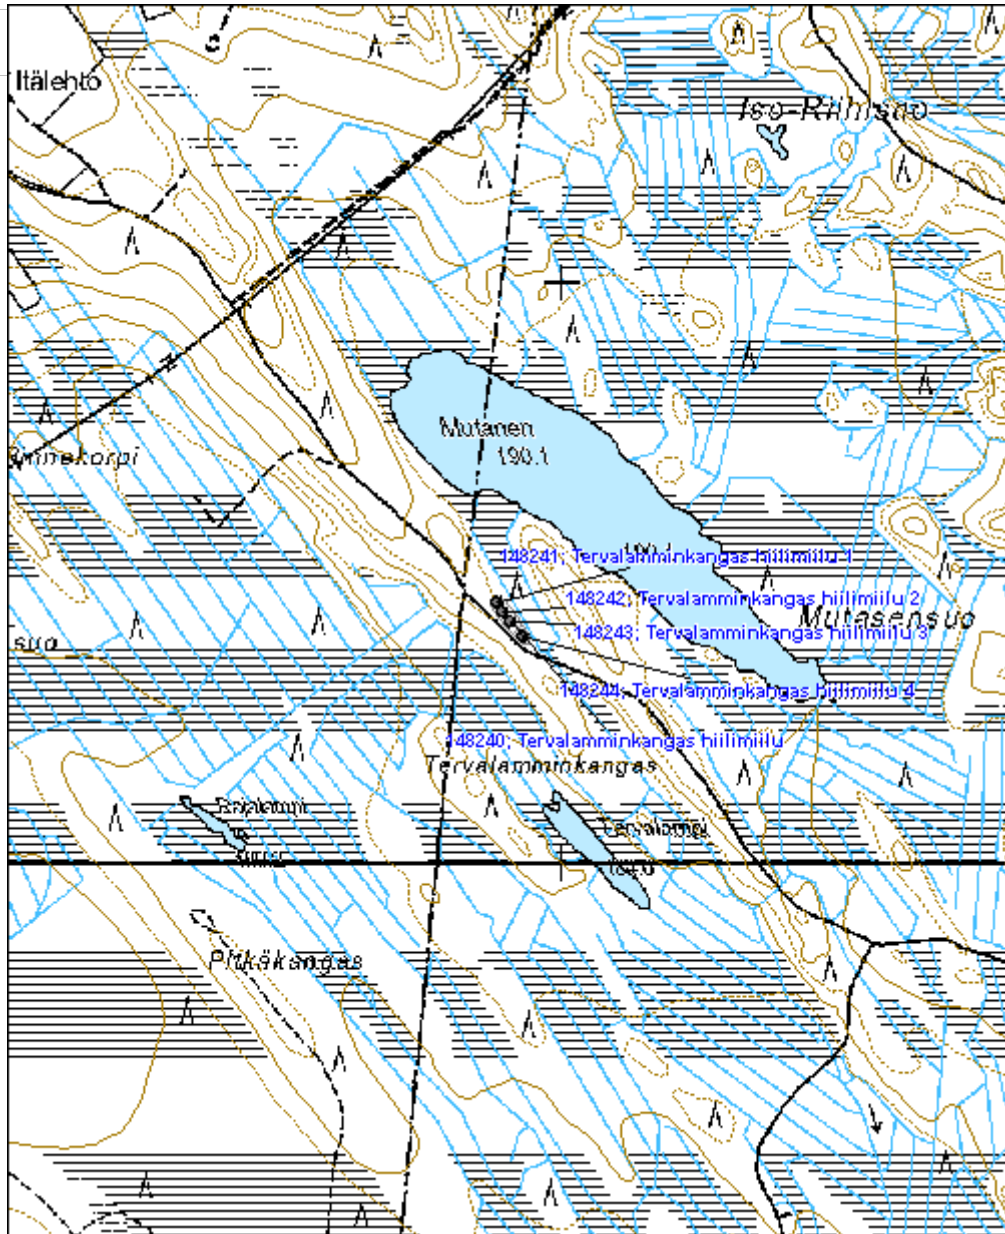 Itälehto
Iso-Riihisuo
Mutanen
190.1
148241; Tervalamminkangas hiilimiilu 1
148242; Tervalamminkangas hiilimiilu 2
Mutasensuo
148243; Tervalamminkangas hiilimiilu 3
suo
148244; Tervalamminkangas hiilimiilu 4
148240; Tervalamminkangas hiilimiilu
Tervalamminkangas
Tervalampi
Pitkäkangas